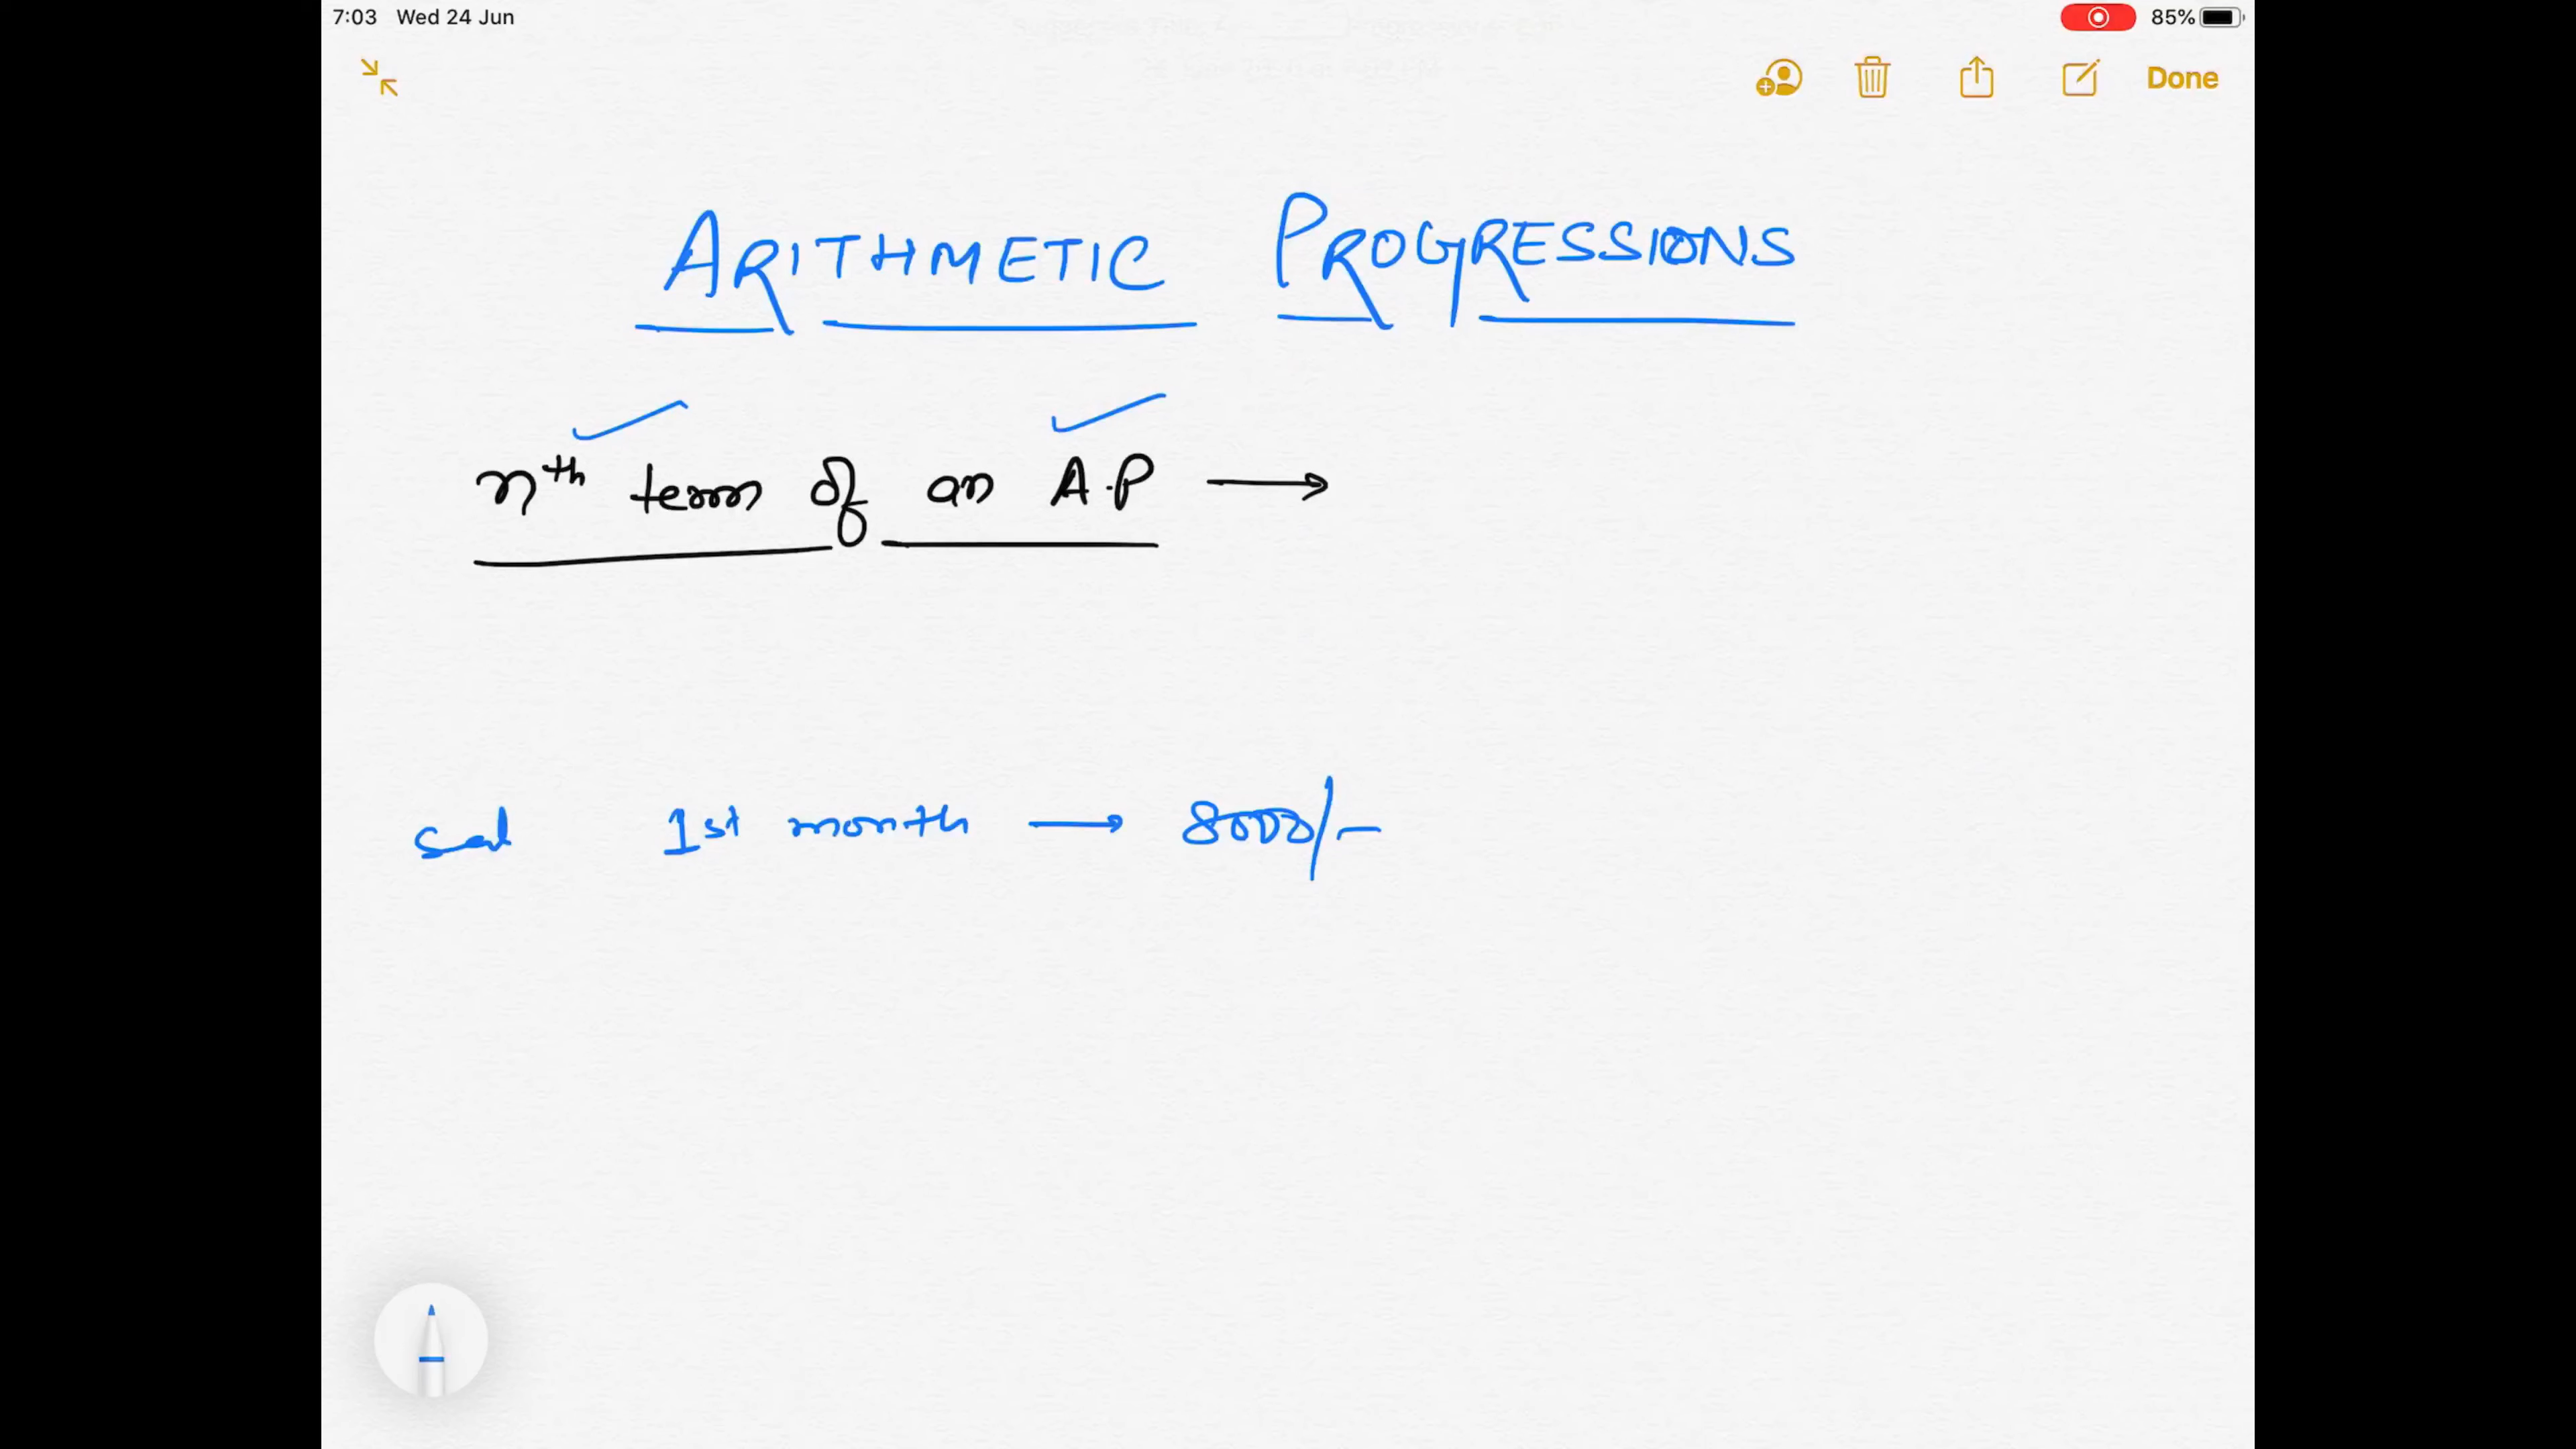 7:03 Wed 24 Jun 85%
Done
ARITHMETIC PROGRESSIONS
nth term of an A.P →
sal 1st month → 8000/-